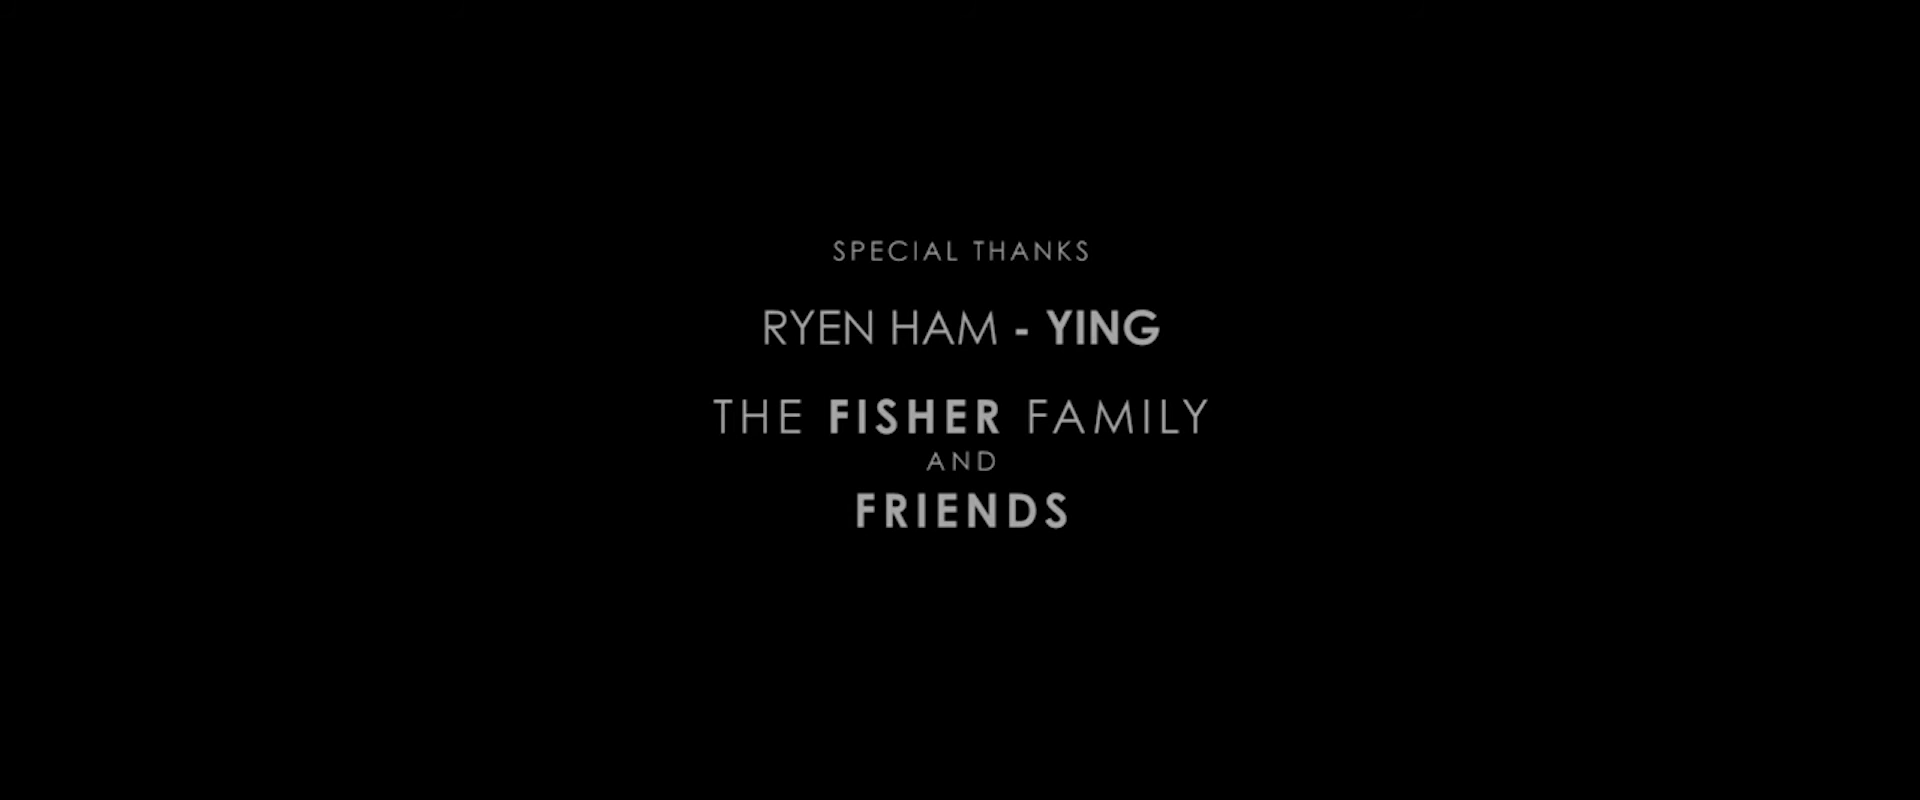 SPECIAL THANKS
RYEN HAM - YING
THE FISHER FAMILY
AND
FRIENDS